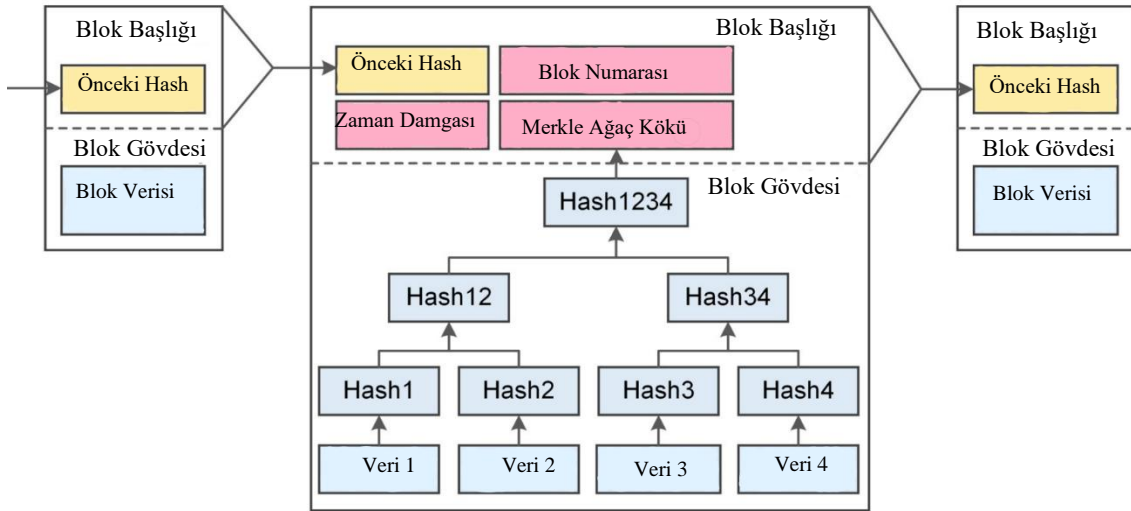 Blok Başlığı
Önceki Hash
Blok Gövdesi
Blok Verisi
Blok Başlığı
Önceki Hash
Blok Numarası
Zaman Damgası
Merkle Ağaç Kökü
Blok Gövdesi
Hash1234
Hash12
Hash34
Hash1
Hash2
Hash3
Hash4
Veri 1
Veri 2
Veri 3
Veri 4
Blok Başlığı
Önceki Hash
Blok Gövdesi
Blok Verisi